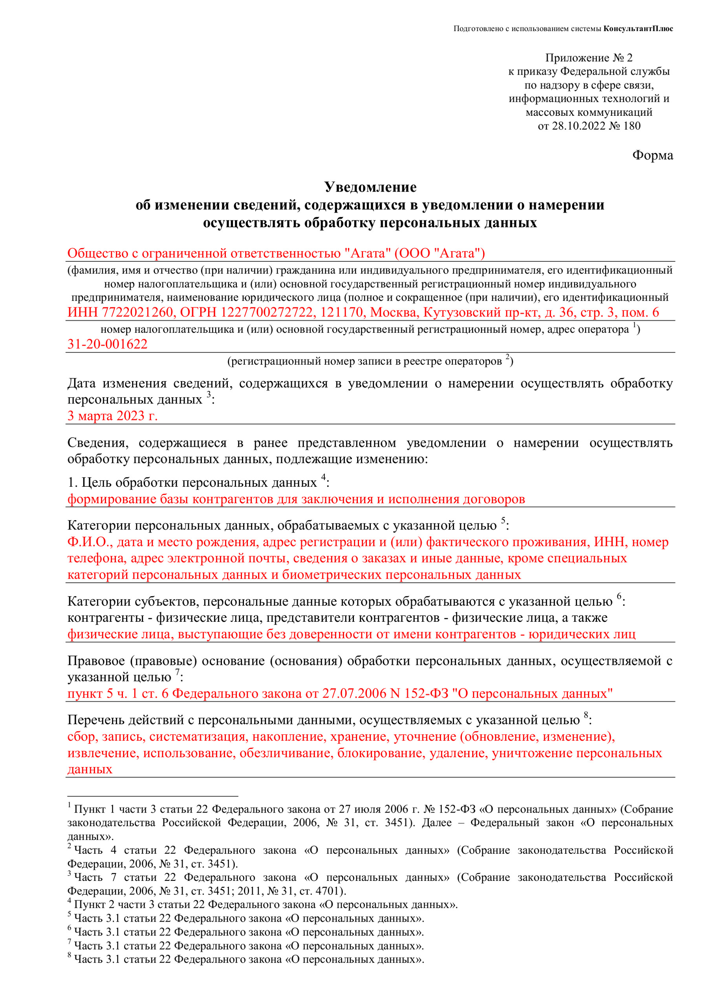 Подготовлено с использованием системы КонсультантПлюс
Приложение № 2
к приказу Федеральной службы
по надзору в сфере связи,
информационных технологий и
массовых коммуникаций
от 28.10.2022 № 180
Форма
Уведомление
об изменении сведений, содержащихся в уведомлении о намерении
осуществлять обработку персональных данных
Общество с ограниченной ответственностью "Агата" (ООО "Агата")
(фамилия, имя и отчество (при наличии) гражданина или индивидуального предпринимателя, его идентификационный
номер налогоплательщика и (или) основной государственный регистрационный номер индивидуального
предпринимателя, наименование юридического лица (полное и сокращенное (при наличии), его идентификационный
ИНН 7722021260, ОГРН 1227700272722, 121170, Москва, Кутузовский пр-кт, д. 36, стр. 3, пом. 6
номер налогоплательщика и (или) основной государственный регистрационный номер, адрес оператора 1)
31-20-001622
(регистрационный номер записи в реестре операторов 2)
Дата изменения сведений, содержащихся в уведомлении о намерении осуществлять обработку
персональных данных 3:
3 марта 2023 г.
Сведения, содержащиеся в ранее представленном уведомлении о намерении осуществлять
обработку персональных данных, подлежащие изменению:
1. Цель обработки персональных данных 4:
формирование базы контрагентов для заключения и исполнения договоров
Категории персональных данных, обрабатываемых с указанной целью 5:
Ф.И.О., дата и место рождения, адрес регистрации и (или) фактического проживания, ИНН, номер
телефона, адрес электронной почты, сведения о заказах и иные данные, кроме специальных
категорий персональных данных и биометрических персональных данных
Категории субъектов, персональные данные которых обрабатываются с указанной целью 6:
контрагенты - физические лица, представители контрагентов - физические лица, а также
физические лица, выступающие без доверенности от имени контрагентов - юридических лиц
Правовое (правовые) основание (основания) обработки персональных данных, осуществляемой с
указанной целью 7:
пункт 5 ч. 1 ст. 6 Федерального закона от 27.07.2006 N 152-ФЗ "О персональных данных"
Перечень действий с персональными данными, осуществляемых с указанной целью 8:
сбор, запись, систематизация, накопление, хранение, уточнение (обновление, изменение),
извлечение, использование, обезличивание, блокирование, удаление, уничтожение персональных
данных
1 Пункт 1 части 3 статьи 22 Федерального закона от 27 июля 2006 г. № 152-ФЗ «О персональных данных» (Собрание
законодательства Российской Федерации, 2006, № 31, ст. 3451). Далее – Федеральный закон «О персональных
данных».
2 Часть 4 статьи 22 Федерального закона «О персональных данных» (Собрание законодательства Российской
Федерации, 2006, № 31, ст. 3451).
3 Часть 7 статьи 22 Федерального закона «О персональных данных» (Собрание законодательства Российской
Федерации, 2006, № 31, ст. 3451; 2011, № 31, ст. 4701).
4 Пункт 2 части 3 статьи 22 Федерального закона «О персональных данных».
5 Часть 3.1 статьи 22 Федерального закона «О персональных данных».
6 Часть 3.1 статьи 22 Федерального закона «О персональных данных».
7 Часть 3.1 статьи 22 Федерального закона «О персональных данных».
8 Часть 3.1 статьи 22 Федерального закона «О персональных данных».